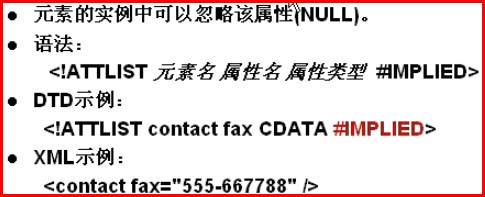 ● 元素的实例中可以忽略该属性(NULL)。
● 语法：
<!ATTLIST 元素名 属性名 属性类型 #IMPLIED>
● DTD示例：
<!ATTLIST contact fax CDATA #IMPLIED>
● XML示例：
<contact fax="555-667788" />